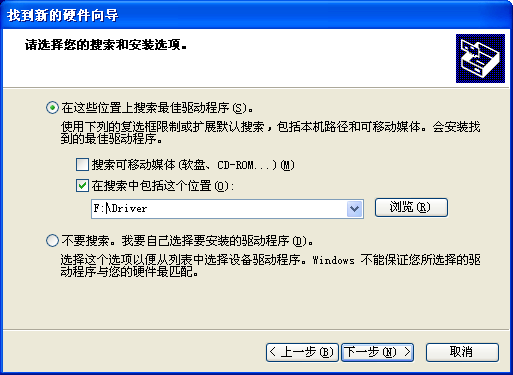 找到新的硬件向导
请选择您的搜索和安装选项。
在这些位置上搜索最佳驱动程序(S)。
使用下列的复选框限制或扩展默认搜索，包括本机路径和可移动媒体。会安装找
到的最佳驱动程序。
搜索可移动媒体(软盘、CD-ROM...)(M)
在搜索中包括这个位置(O):
F:\Driver
浏览(R)
不要搜索。我要自己选择要安装的驱动程序(D)。
选择这个选项以便从列表中选择设备驱动程序。Windows 不能保证您所选择的驱
动程序与您的硬件最匹配。
< 上一步(B)
下一步(N) >
取消